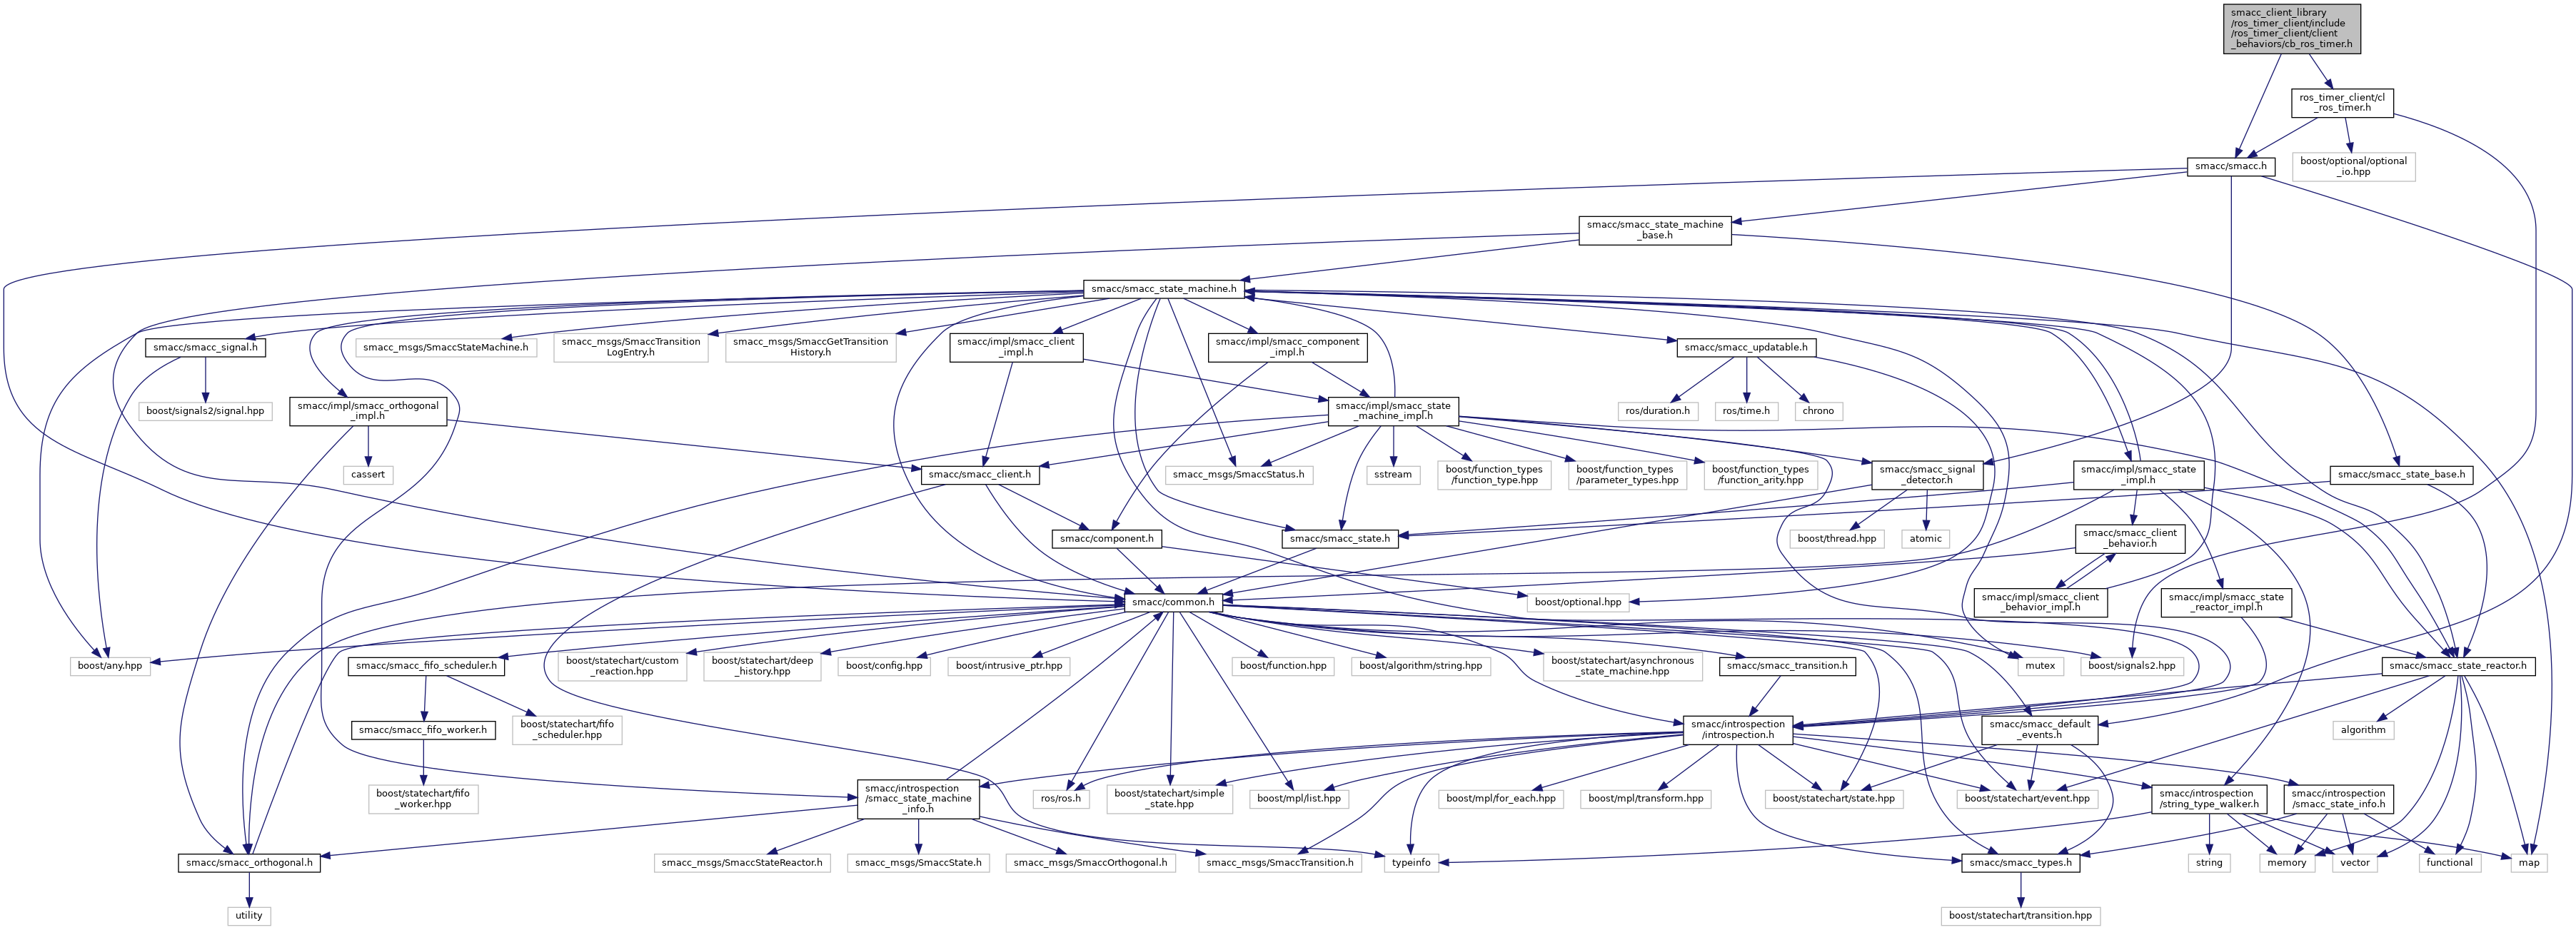 smacc_client_library
/ros_timer_client/include
/ros_timer_client/client
_behaviors/cb_ros_timer.h
ros_timer_client/cl
_ros_timer.h
smacc/smacc.h
boost/optional/optional
_io.hpp
smacc/smacc_state_machine
_base.h
smacc/smacc_state_machine.h
smacc/smacc_signal.h
smacc_msgs/SmaccStateMachine.h
smacc_msgs/SmaccTransition
LogEntry.h
smacc_msgs/SmaccGetTransition
History.h
smacc/impl/smacc_client
_impl.h
smacc/impl/smacc_component
_impl.h
smacc/smacc_updatable.h
boost/signals2/signal.hpp
smacc/impl/smacc_orthogonal
_impl.h
smacc/impl/smacc_state
_machine_impl.h
ros/duration.h
ros/time.h
chrono
cassert
smacc/smacc_client.h
smacc_msgs/SmaccStatus.h
sstream
boost/function_types
/function_type.hpp
boost/function_types
/parameter_types.hpp
boost/function_types
/function_arity.hpp
smacc/smacc_signal
_detector.h
smacc/impl/smacc_state
_impl.h
smacc/smacc_state_base.h
smacc/component.h
smacc/smacc_state.h
boost/thread.hpp
atomic
smacc/smacc_client
_behavior.h
smacc/common.h
boost/optional.hpp
smacc/impl/smacc_client
_behavior_impl.h
smacc/impl/smacc_state
_reactor_impl.h
boost/any.hpp
smacc/smacc_fifo_scheduler.h
boost/statechart/custom
_reaction.hpp
boost/statechart/deep
_history.hpp
boost/config.hpp
boost/intrusive_ptr.hpp
boost/function.hpp
boost/algorithm/string.hpp
boost/statechart/asynchronous
_state_machine.hpp
smacc/smacc_transition.h
mutex
boost/signals2.hpp
smacc/smacc_state_reactor.h
smacc/smacc_fifo_worker.h
boost/statechart/fifo
_scheduler.hpp
smacc/introspection
/introspection.h
smacc/smacc_default
_events.h
algorithm
boost/statechart/fifo
_worker.hpp
smacc/introspection
/smacc_state_machine
_info.h
ros/ros.h
boost/statechart/simple
_state.hpp
boost/mpl/list.hpp
boost/mpl/for_each.hpp
boost/mpl/transform.hpp
boost/statechart/state.hpp
boost/statechart/event.hpp
smacc/introspection
/string_type_walker.h
smacc/introspection
/smacc_state_info.h
smacc/smacc_orthogonal.h
smacc_msgs/SmaccStateReactor.h
smacc_msgs/SmaccState.h
smacc_msgs/SmaccOrthogonal.h
smacc_msgs/SmaccTransition.h
typeinfo
smacc/smacc_types.h
string
memory
vector
functional
map
utility
boost/statechart/transition.hpp